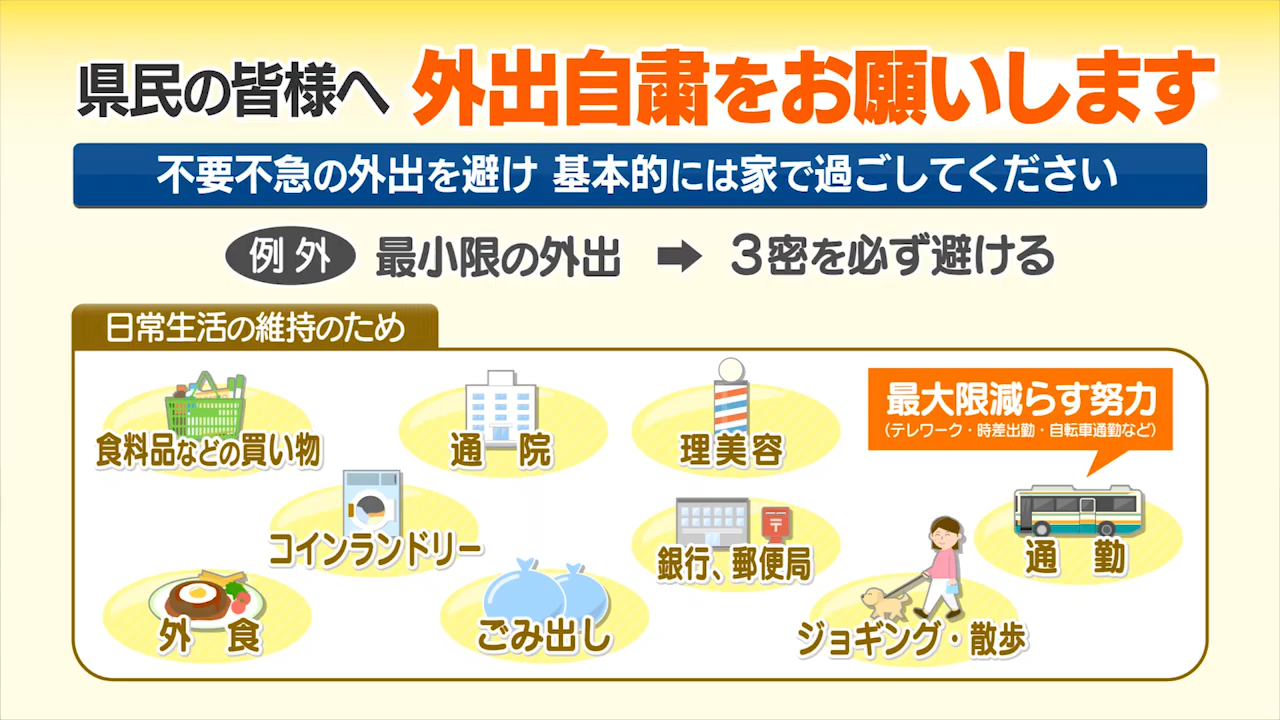 県民の皆様へ 外出自粛をお願いします
不要不急の外出を避け 基本的には家で過ごしてください
例外 最小限の外出 ➡ 3密を必ず避ける
日常生活の維持のため
食料品などの買い物
通 院
理美容
最大限減らす努力
(テレワーク・時差出勤・自転車通勤など)
コインランドリー
銀行、郵便局
通 勤
外 食
ごみ出し
ジョギング・散歩